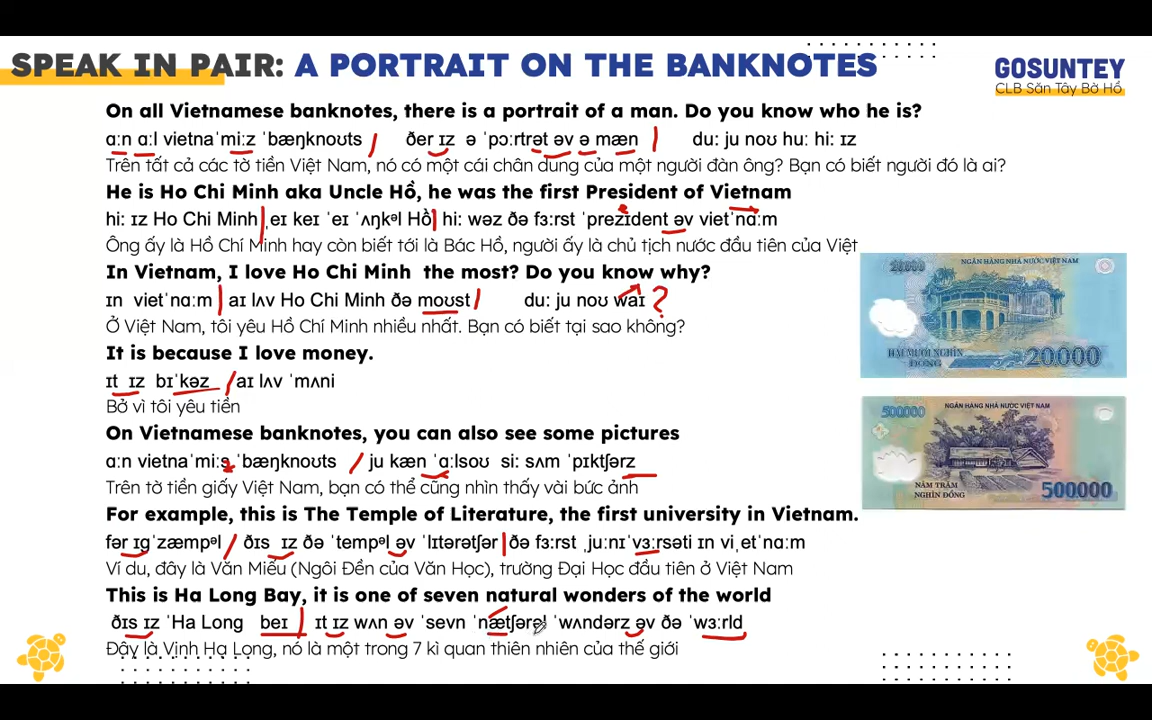 SPEAK IN PAIR: A PORTRAIT ON THE BANKNOTES
GOSUNTEY
CLB Săn Tây Bờ Hồ
On all Vietnamese banknotes, there is a portrait of a man. Do you know who he is?
ɑːn ɑːl vietnaˈmiːz ˈbæŋknoʊts / ðer ɪz ə ˈpɔːrtrət əv ə mæn | duː ju noʊ huː hiː ɪz
Trên tất cả các tờ tiền Việt Nam, nó có một cái chân dung của một người đàn ông? Bạn có biết người đó là ai?
He is Ho Chi Minh aka Uncle Hồ, he was the first President of Vietnam
hiː ɪz Ho Chi Minh | eɪ keɪ ˈeɪ ˈʌŋkᵊl Hồ | hiː wəz ðə fɜːrst ˈprezɪdent əv vietˈnɑːm
Ông ấy là Hồ Chí Minh hay còn biết tới là Bác Hồ, người ấy là chủ tịch nước đầu tiên của Việt
In Vietnam, I love Ho Chi Minh the most? Do you know why?
ɪn vietˈnɑːm | aɪ lʌv Ho Chi Minh ðə moʊst / duː ju noʊ waɪ ?
Ở Việt Nam, tôi yêu Hồ Chí Minh nhiều nhất. Bạn có biết tại sao không?
It is because I love money.
ɪt ɪz bɪˈkəz / aɪ lʌv ˈmʌni
Bở vì tôi yêu tiền
On Vietnamese banknotes, you can also see some pictures
ɑːn vietnaˈmiːs ˈbæŋknoʊts / ju kæn ˈɑːlsoʊ siː sʌm ˈpɪktʃərz
Trên tờ tiền giấy Việt Nam, bạn có thể cũng nhìn thấy vài bức ảnh
For example, this is The Temple of Literature, the first university in Vietnam.
fər ɪgˈzæmpᵊl / ðɪs ɪz ðə ˈtempᵊl əv ˈlɪtərətʃər | ðə fɜːrst ˌjuːnɪˈvɜːrsəti ɪn viˌetˈnɑːm
Ví du, đây là Văn Miếu (Ngôi Đền của Văn Học), trường Đại Học đầu tiên ở Việt Nam
This is Ha Long Bay, it is one of seven natural wonders of the world
ðɪs ɪz ˈHa Long beɪ | ɪt ɪz wʌn əv ˈsevn ˈnætʃərəl ˈwʌndərz əv ðə ˈwɜːrld
Đây là Vịnh Hạ Long, nó là một trong 7 kì quan thiên nhiên của thế giới
20000
NGÂN HÀNG NHÀ NƯỚC VIỆT NAM
HAI MƯƠI NGHÌN
ĐỒNG
20000
500000
NGÂN HÀNG NHÀ NƯỚC VIỆT NAM
NĂM TRĂM
NGHÌN ĐỒNG
500000